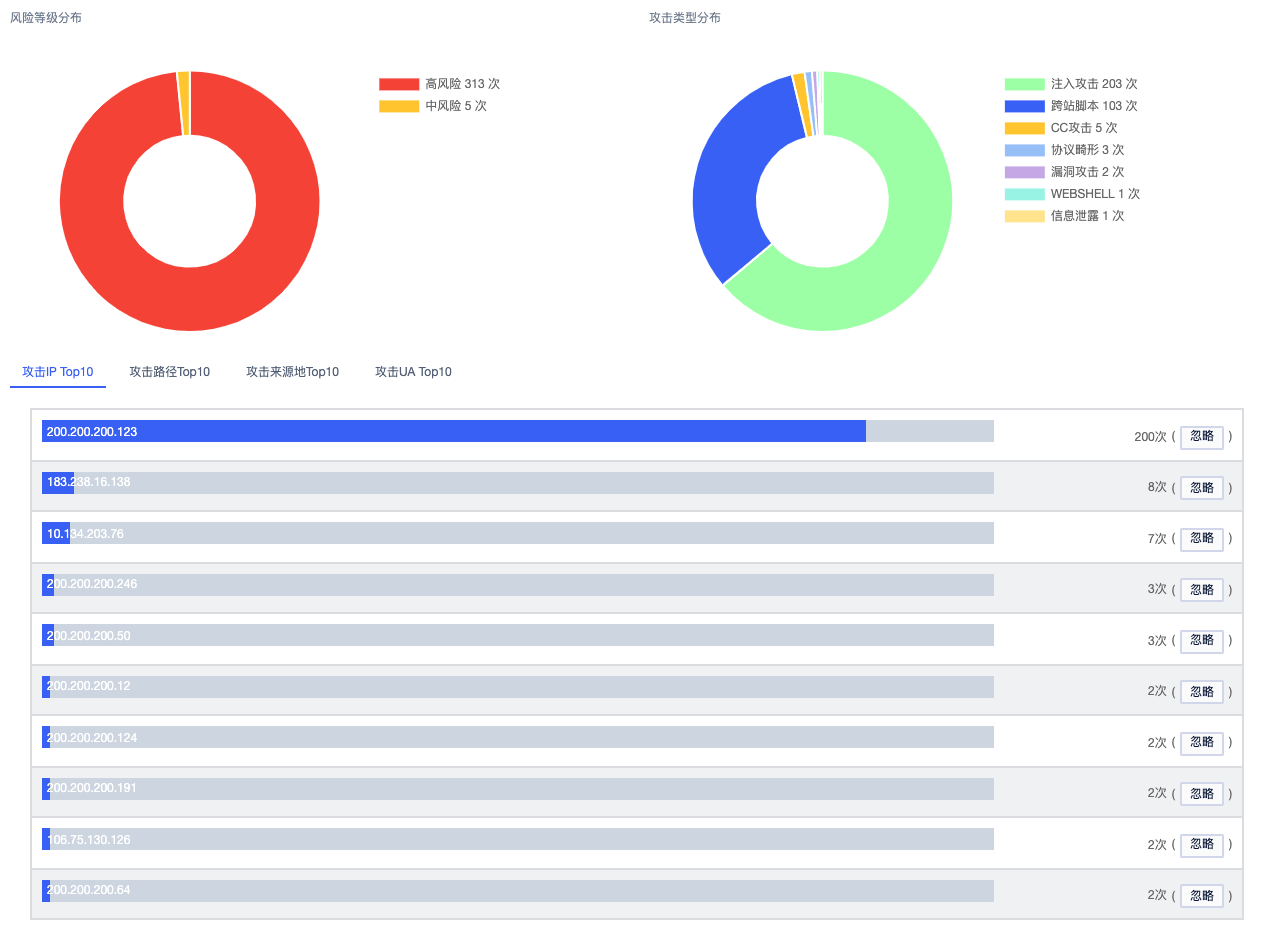 风险等级分布
高风险 313 次
中风险 5 次
攻击类型分布
注入攻击 203 次
跨站脚本 103 次
CC攻击 5 次
协议畸形 3 次
漏洞攻击 2 次
WEBSHELL 1 次
信息泄露 1 次
攻击IP Top10 攻击路径Top10 攻击来源地Top10 攻击UA Top10
200.200.200.123 200次 ( 忽略 )
183.238.16.138 8次 ( 忽略 )
10.134.203.76 7次 ( 忽略 )
200.200.200.246 3次 ( 忽略 )
200.200.200.50 3次 ( 忽略 )
200.200.200.12 2次 ( 忽略 )
200.200.200.124 2次 ( 忽略 )
200.200.200.191 2次 ( 忽略 )
106.75.130.126 2次 ( 忽略 )
200.200.200.64 2次 ( 忽略 )